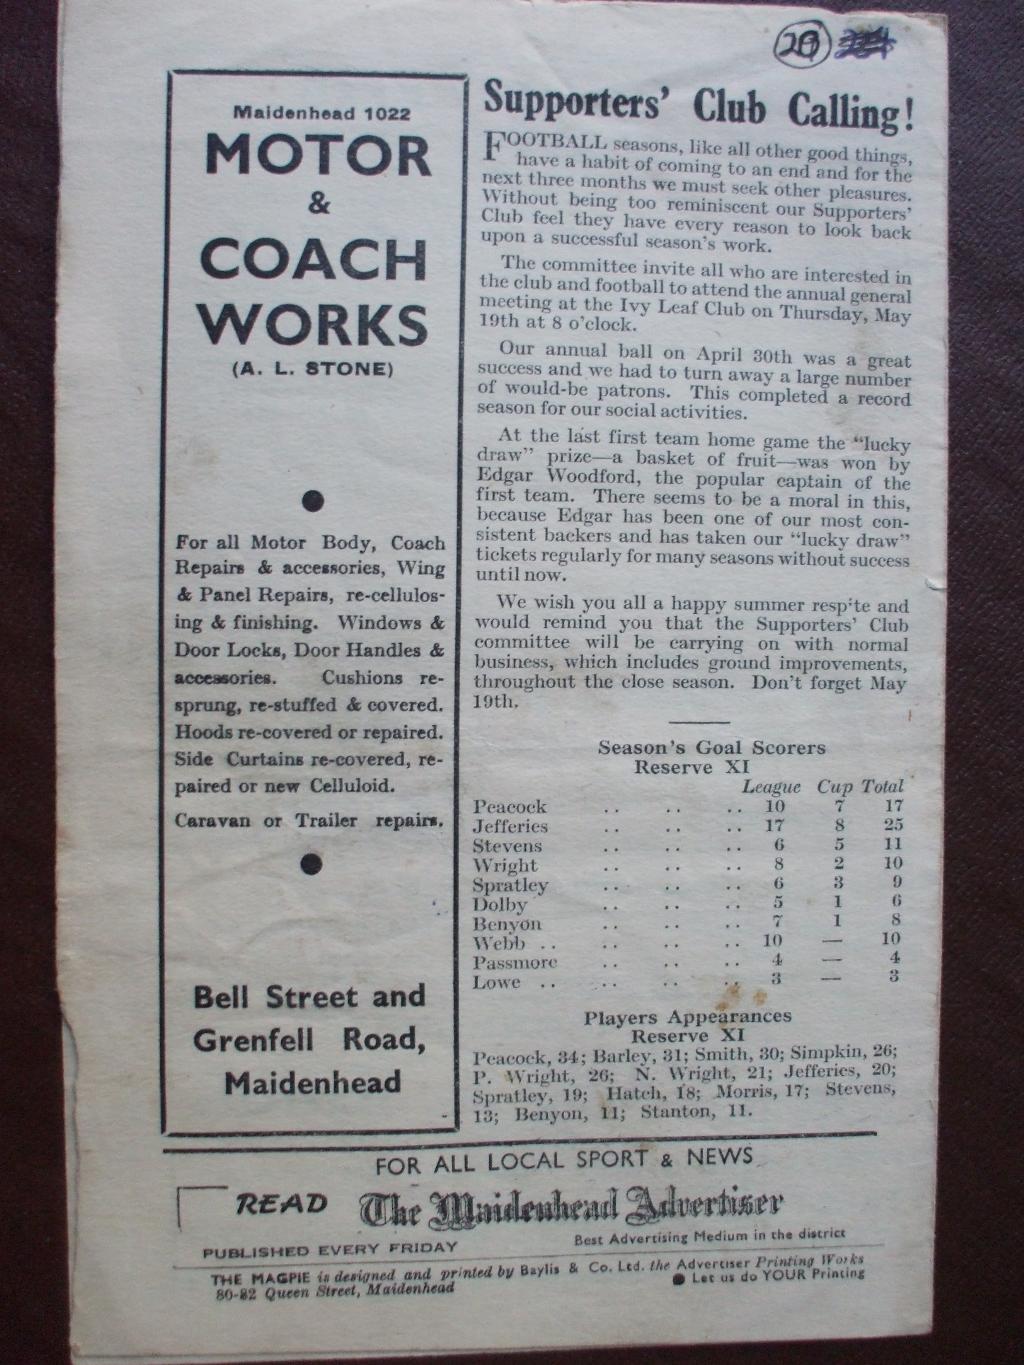 29
Maidenhead 1022
MOTOR
&
COACH
WORKS
(A. L. STONE)
For all Motor Body, Coach
Repairs & accessories, Wing
& Panel Repairs, re-cellulos-
ing & finishing. Windows &
Door Locks, Door Handles &
accessories. Cushions re-
sprung, re-stuffed & covered.
Hoods re-covered or repaired.
Side Curtains re-covered, re-
paired or new Celluloid.
Caravan or Trailer repairs.
Bell Street and
Grenfell Road,
Maidenhead
Supporters' Club Calling!
FOOTBALL seasons, like all other good things,
have a habit of coming to an end and for the
next three months we must seek other pleasures.
Without being too reminiscent our Supporters'
Club feel they have every reason to look back
upon a successful season's work.
The committee invite all who are interested in
the club and football to attend the annual general
meeting at the Ivy Leaf Club on Thursday, May
19th at 8 o'clock.
Our annual ball on April 30th was a great
success and we had to turn away a large number
of would-be patrons. This completed a record
season for our social activities.
At the last first team home game the "lucky
draw" prize—a basket of fruit—was won by
Edgar Woodford, the popular captain of the
first team. There seems to be a moral in this,
because Edgar has been one of our most con-
sistent backers and has taken our "lucky draw"
tickets regularly for many seasons without success
until now.
We wish you all a happy summer respite and
would remind you that the Supporters' Club
committee will be carrying on with normal
business, which includes ground improvements,
throughout the close season. Don't forget May
19th.
Season's Goal Scorers
Reserve XI
League Cup Total
Peacock .. .. .. 10 7 17
Jefferies .. .. .. 17 8 25
Stevens .. .. .. 6 5 11
Wright .. .. .. 8 2 10
Spratley .. .. .. 6 3 9
Dolby .. .. .. 5 1 6
Benyon .. .. .. 7 1 8
Webb .. .. .. .. 10 — 10
Passmore .. .. .. 4 — 4
Lowe .. .. .. .. 3 — 3
Players Appearances
Reserve XI
Peacock, 34; Barley, 31; Smith, 30; Simpkin, 26;
P. Wright, 26; N. Wright, 21; Jefferies, 20;
Spratley, 19; Hatch, 18; Morris, 17; Stevens,
13; Benyon, 11; Stanton, 11.
FOR ALL LOCAL SPORT & NEWS
READ The Maidenhead Advertiser
PUBLISHED EVERY FRIDAY Best Advertising Medium in the district
THE MAGPIE is designed and printed by Baylis & Co. Ltd. the Advertiser Printing Works
80-82 Queen Street, Maidenhead ● Let us do YOUR Printing